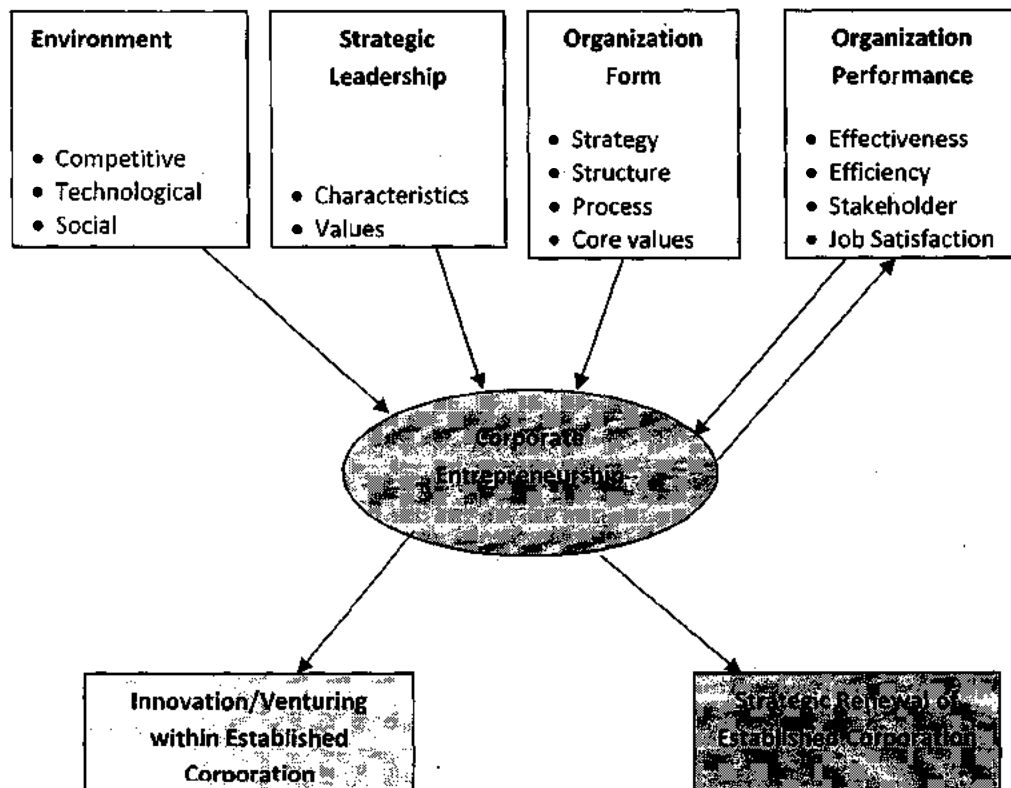 Environment
• Competitive
• Technological
• Social
Strategic
Leadership
• Characteristics
• Values
Organization
Form
• Strategy
• Structure
• Process
• Core values
Organization
Performance
• Effectiveness
• Efficiency
• Stakeholder
• Job Satisfaction
Corporate
Entrepreneurship
Innovation/Venturing
within Established
Corporation
Strategic Renewal of
Established Corporation